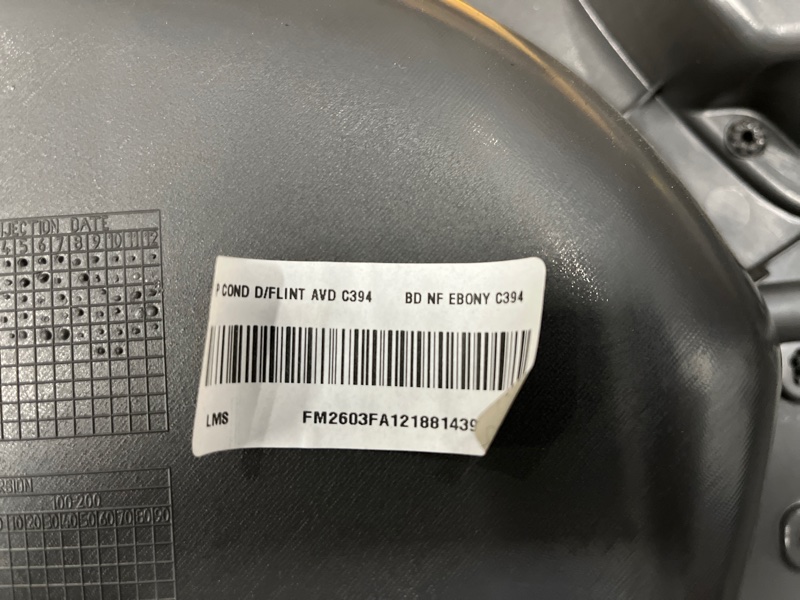 JECTION DATE
4 5 6 7 8 9 10 11 12
P COND D/FLINT AVD C394 BD NF EBONY C394
LMS FM2603FA121881439
RSION
100-200
10 20 30 40 50 60 70 80 90